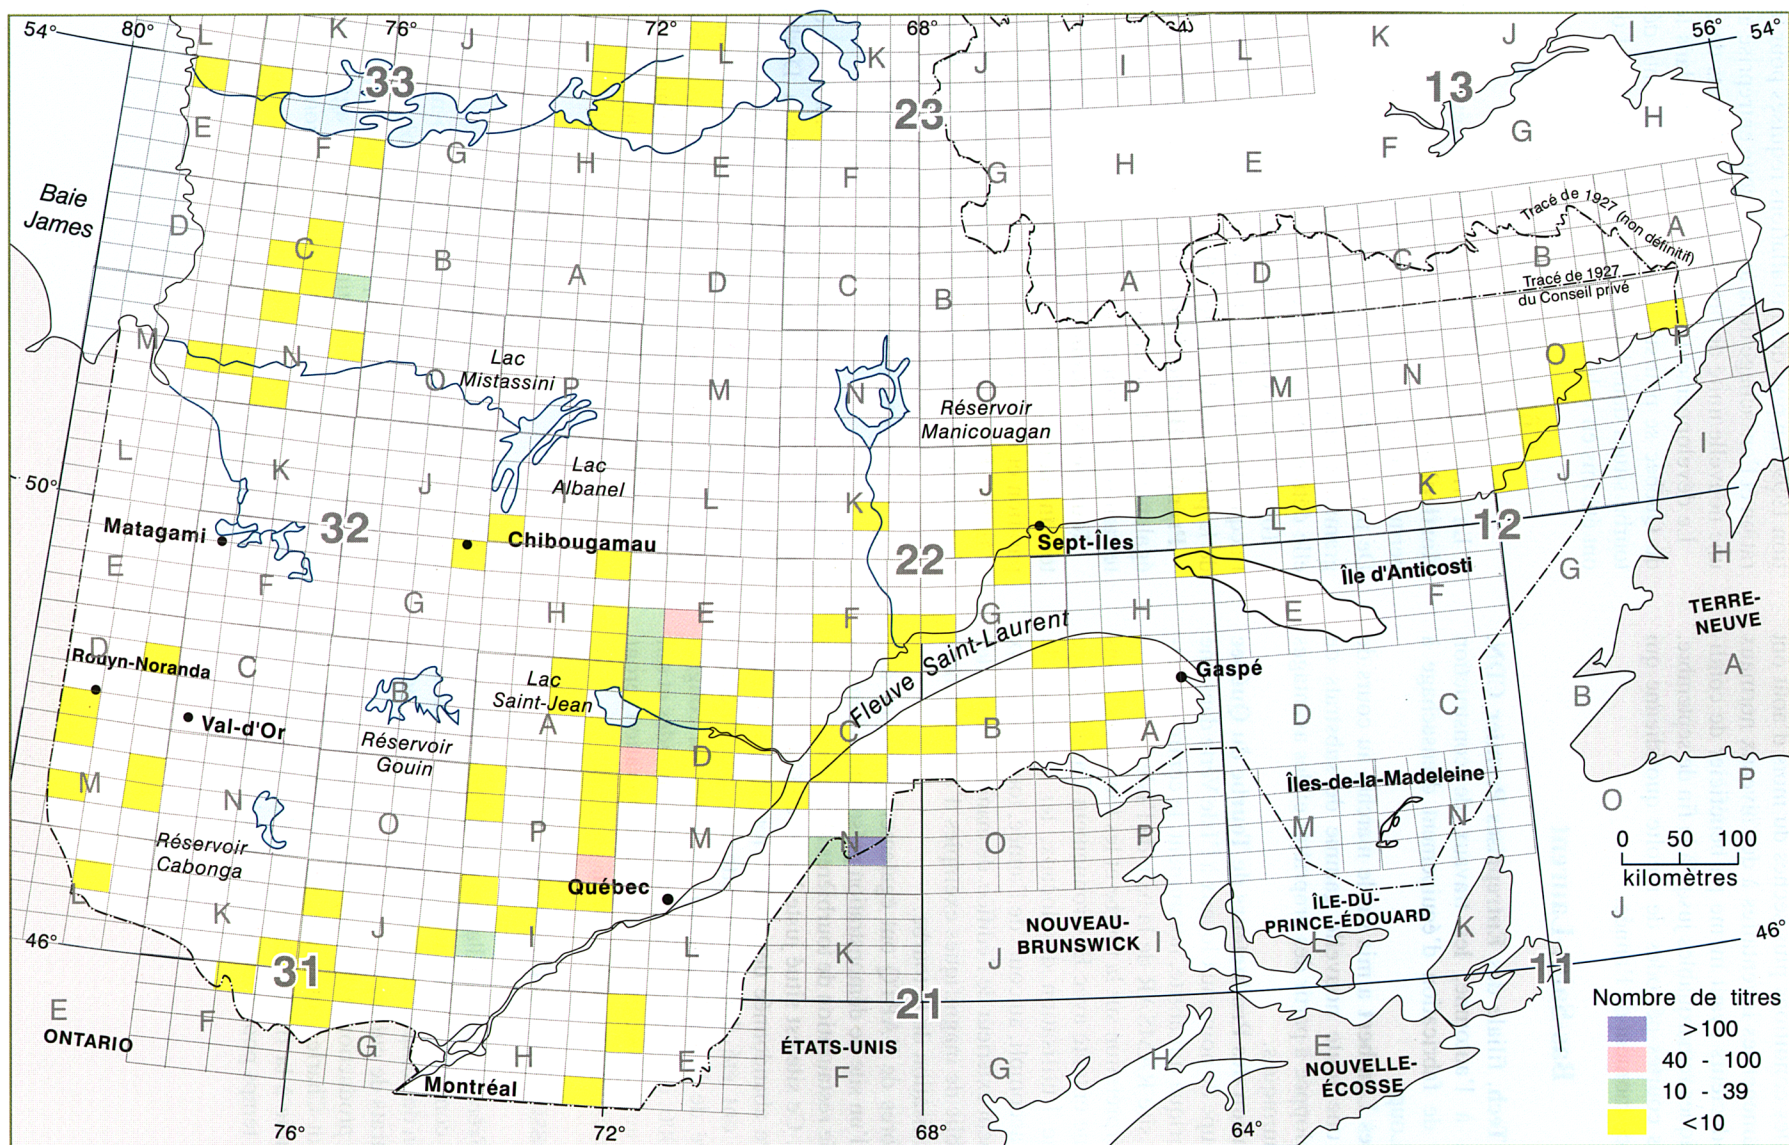 54° 80° 76° 72° 68° 64 56° 54°
L K J I L K J I L K J I
33 23 13
E F G H E F G H E F G H
Baie
James
D C B A D C B A D C B A
Tracé de 1927 (non définitif)
Tracé de 1927
du Conseil privé
M N O P M N O P M N O P
Lac
Mistassini
Réservoir
Manicouagan
Lac
Albanel
L K J I L K J L K J I
50°
Matagami
32
Chibougamau
22
Sept-Îles
12
Île d'Anticosti
E F G H E F G H E F G H
TERRE-
NEUVE
Fleuve Saint-Laurent
D C B A D C B A D C B A
Rouyn-Noranda
Val-d'Or
Lac
Saint-Jean
Gaspé
Réservoir
Gouin
Îles-de-la-Madeleine
M N O P M N O P M N O P
Réservoir
Cabonga
0 50 100
kilomètres
Québec
L K J I L K J I L K J
NOUVEAU-
BRUNSWICK
ÎLE-DU-
PRINCE-ÉDOUARD
46° 46°
31 21 11
E F G H E F G H E
ONTARIO
Montréal
ÉTATS-UNIS
NOUVELLE-
ÉCOSSE
Nombre de titres
>100
40 - 100
10 - 39
<10
76° 72° 68° 64°